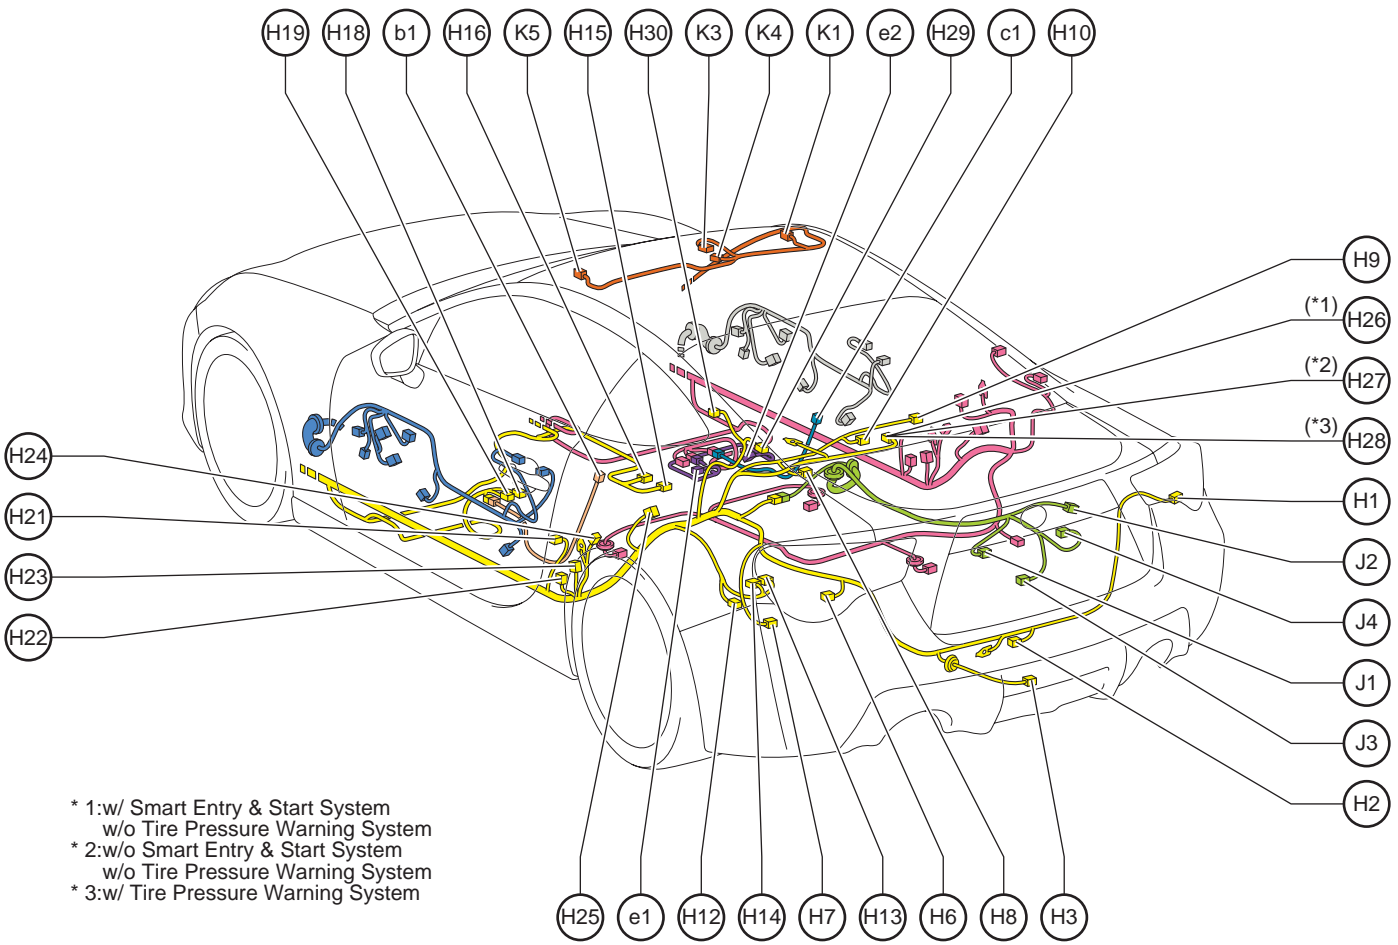 H19 H18 b1 H16 K5 H15 H30 K3 K4 K1 e2 H29 c1 H10
H9
(*1) H26
(*2) H27
(*3) H28
H24
H1
H21
J2
H23
J4
H22
J1
J3
H2
* 1:w/ Smart Entry & Start System
w/o Tire Pressure Warning System
* 2:w/o Smart Entry & Start System
w/o Tire Pressure Warning System
* 3:w/ Tire Pressure Warning System
H25 e1 H12 H14 H7 H13 H6 H8 H3